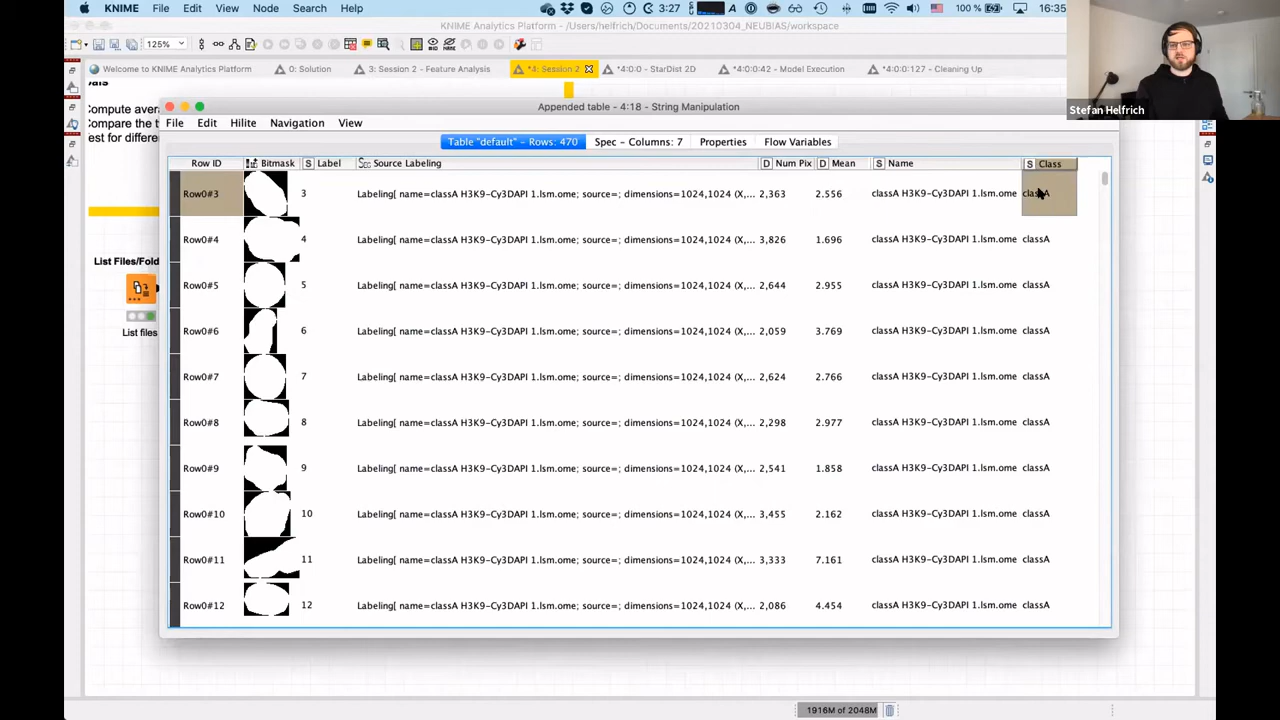 KNIME File Edit View Node Search Help 3:27 100 % 16:35
KNIME Analytics Platform - /Users/helfrich/Documents/20210304_NEUBIAS/workspace
125%
Welcome to KNIME Analytics Platform 0: Solution 3: Session 2 - Feature Analysis *4: Session 2 *4:0:0 - StarDist 2D *4:0:0:42 - Model Execution *4:0:0:127 - Cleaning Up
Stefan Helfrich
Compute avera
Compare the t
est for differe
List Files/Fold
List files
Appended table - 4:18 - String Manipulation
File Edit Hilite Navigation View
Table "default" - Rows: 470 Spec - Columns: 7 Properties Flow Variables
Row ID Bitmask S Label Source Labeling D Num Pix D Mean S Name S Class
Row0#3 3 Labeling[ name=classA H3K9-Cy3DAPI 1.lsm.ome; source=; dimensions=1024,1024 (X,... 2,363 2.556 classA H3K9-Cy3DAPI 1.lsm.ome classA
Row0#4 4 Labeling[ name=classA H3K9-Cy3DAPI 1.lsm.ome; source=; dimensions=1024,1024 (X,... 3,826 1.696 classA H3K9-Cy3DAPI 1.lsm.ome classA
Row0#5 5 Labeling[ name=classA H3K9-Cy3DAPI 1.lsm.ome; source=; dimensions=1024,1024 (X,... 2,644 2.955 classA H3K9-Cy3DAPI 1.lsm.ome classA
Row0#6 6 Labeling[ name=classA H3K9-Cy3DAPI 1.lsm.ome; source=; dimensions=1024,1024 (X,... 2,059 3.769 classA H3K9-Cy3DAPI 1.lsm.ome classA
Row0#7 7 Labeling[ name=classA H3K9-Cy3DAPI 1.lsm.ome; source=; dimensions=1024,1024 (X,... 2,624 2.766 classA H3K9-Cy3DAPI 1.lsm.ome classA
Row0#8 8 Labeling[ name=classA H3K9-Cy3DAPI 1.lsm.ome; source=; dimensions=1024,1024 (X,... 2,298 2.977 classA H3K9-Cy3DAPI 1.lsm.ome classA
Row0#9 9 Labeling[ name=classA H3K9-Cy3DAPI 1.lsm.ome; source=; dimensions=1024,1024 (X,... 2,541 1.858 classA H3K9-Cy3DAPI 1.lsm.ome classA
Row0#10 10 Labeling[ name=classA H3K9-Cy3DAPI 1.lsm.ome; source=; dimensions=1024,1024 (X,... 3,455 2.162 classA H3K9-Cy3DAPI 1.lsm.ome classA
Row0#11 11 Labeling[ name=classA H3K9-Cy3DAPI 1.lsm.ome; source=; dimensions=1024,1024 (X,... 3,333 7.161 classA H3K9-Cy3DAPI 1.lsm.ome classA
Row0#12 12 Labeling[ name=classA H3K9-Cy3DAPI 1.lsm.ome; source=; dimensions=1024,1024 (X,... 2,086 4.454 classA H3K9-Cy3DAPI 1.lsm.ome classA
1916M of 2048M